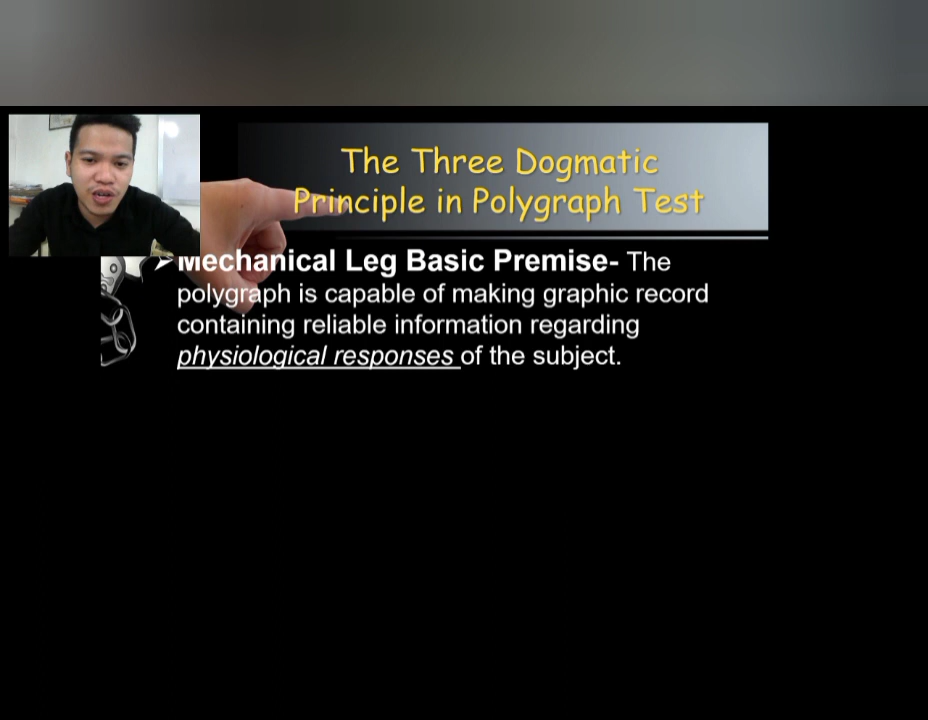 The Three Dogmatic
Principle in Polygraph Test
Mechanical Leg Basic Premise- The
polygraph is capable of making graphic record
containing reliable information regarding
physiological responses of the subject.